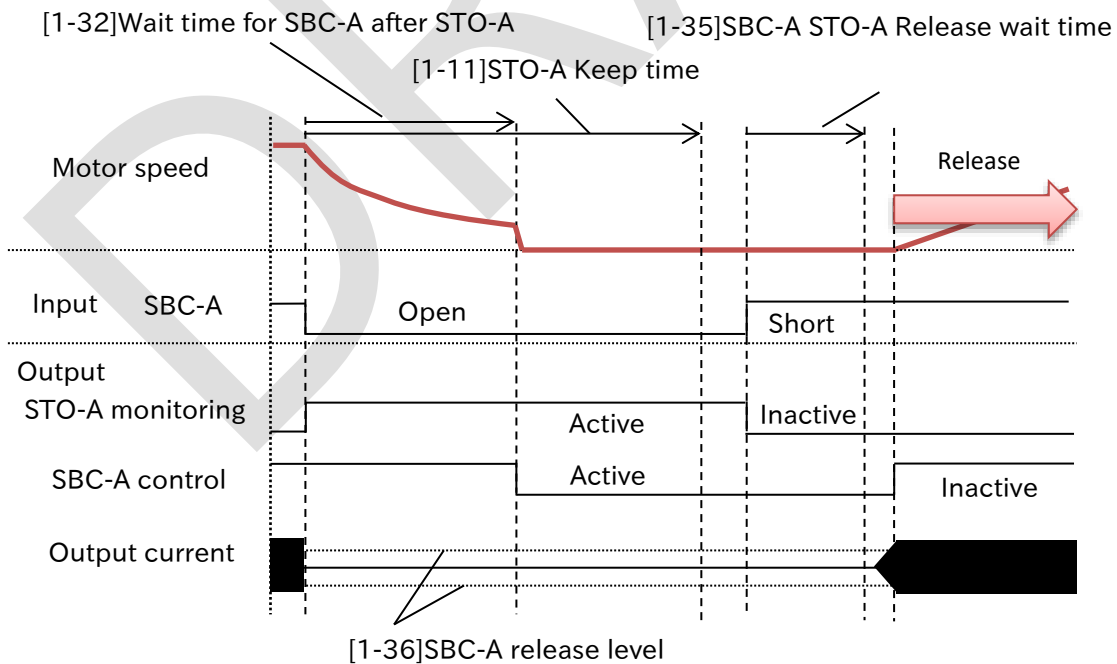 [1-32]Wait time for SBC-A after STO-A
[1-35]SBC-A STO-A Release wait time
[1-11]STO-A Keep time
Motor speed
Release
Input SBC-A
Open
Short
Output
STO-A monitoring
Active
Inactive
SBC-A control
Active
Inactive
Output current
[1-36]SBC-A release level